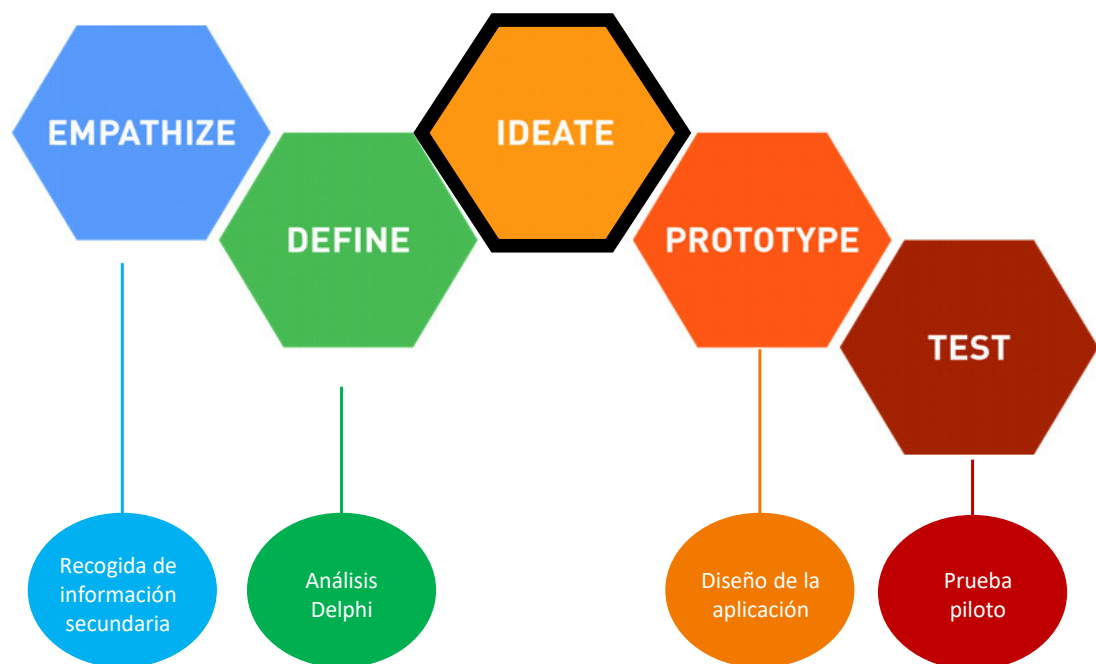 EMPATHIZE
DEFINE
IDEATE
PROTOTYPE
TEST
Recogida de
información
secundaria
Análisis
Delphi
Diseño de la
aplicación
Prueba
piloto